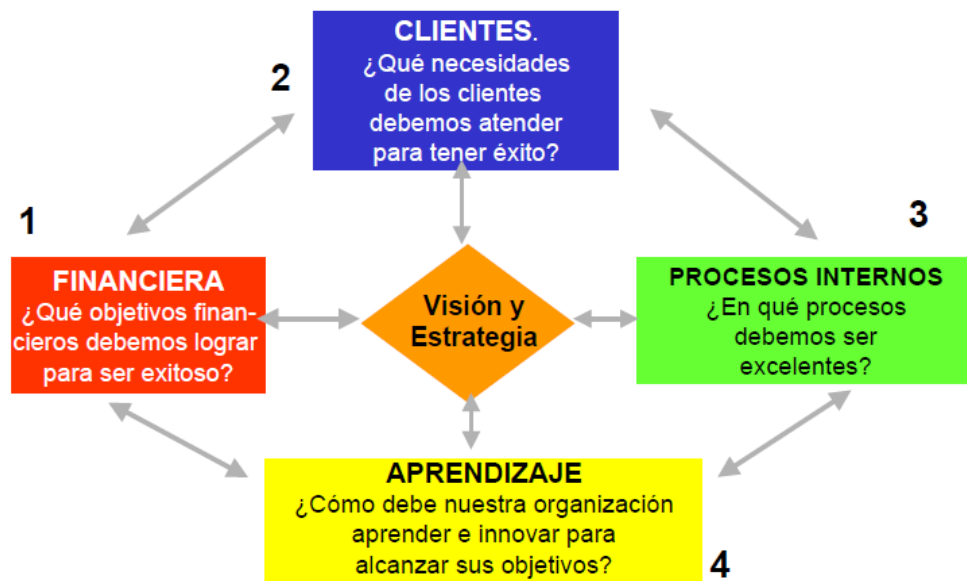 CLIENTES.
¿Qué necesidades
de los clientes
debemos atender
para tener éxito?
2
1
FINANCIERA
¿Qué objetivos finan-
cieros debemos lograr
para ser exitoso?
Visión y
Estrategia
3
PROCESOS INTERNOS
¿En qué procesos
debemos ser
excelentes?
APRENDIZAJE
¿Cómo debe nuestra organización
aprender e innovar para
alcanzar sus objetivos?
4